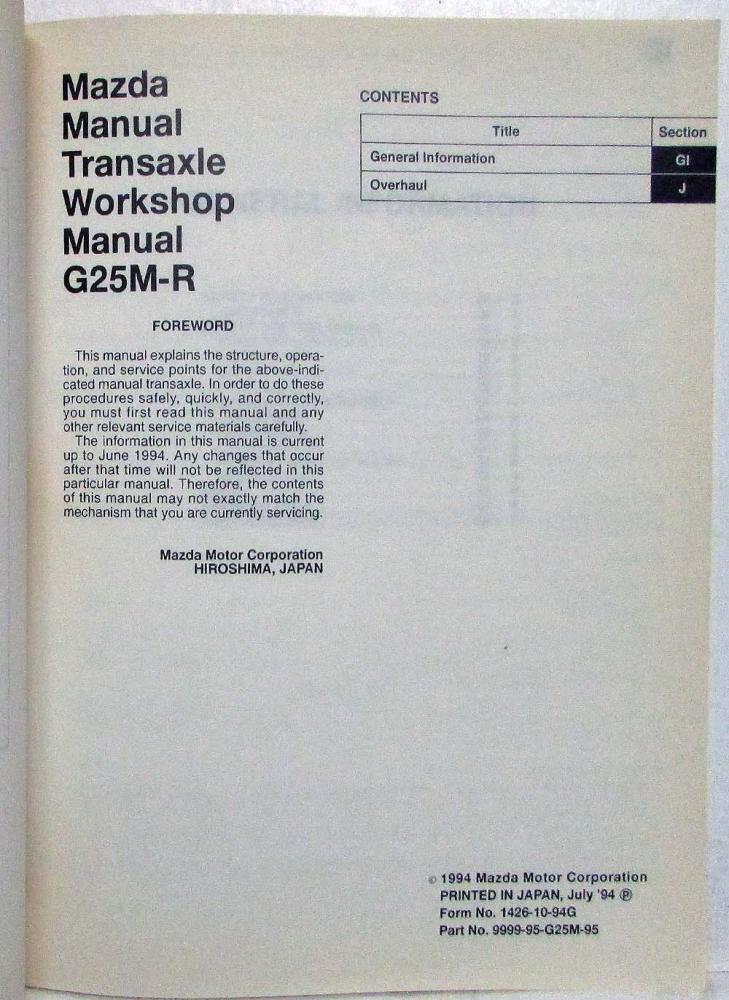 Mazda
Manual
Transaxle
Workshop
Manual
G25M-R
FOREWORD
This manual explains the structure, opera-
tion, and service points for the above-indi-
cated manual transaxle. In order to do these
procedures safely, quickly, and correctly,
you must first read this manual and any
other relevant service materials carefully.
The information in this manual is current
up to June 1994. Any changes that occur
after that time will not be reflected in this
particular manual. Therefore, the contents
of this manual may not exactly match the
mechanism that you are currently servicing.
Mazda Motor Corporation
HIROSHIMA, JAPAN
CONTENTS
Title Section
General Information GI
Overhaul J
© 1994 Mazda Motor Corporation
PRINTED IN JAPAN, July '94 Ⓟ
Form No. 1426-10-94G
Part No. 9999-95-G25M-95